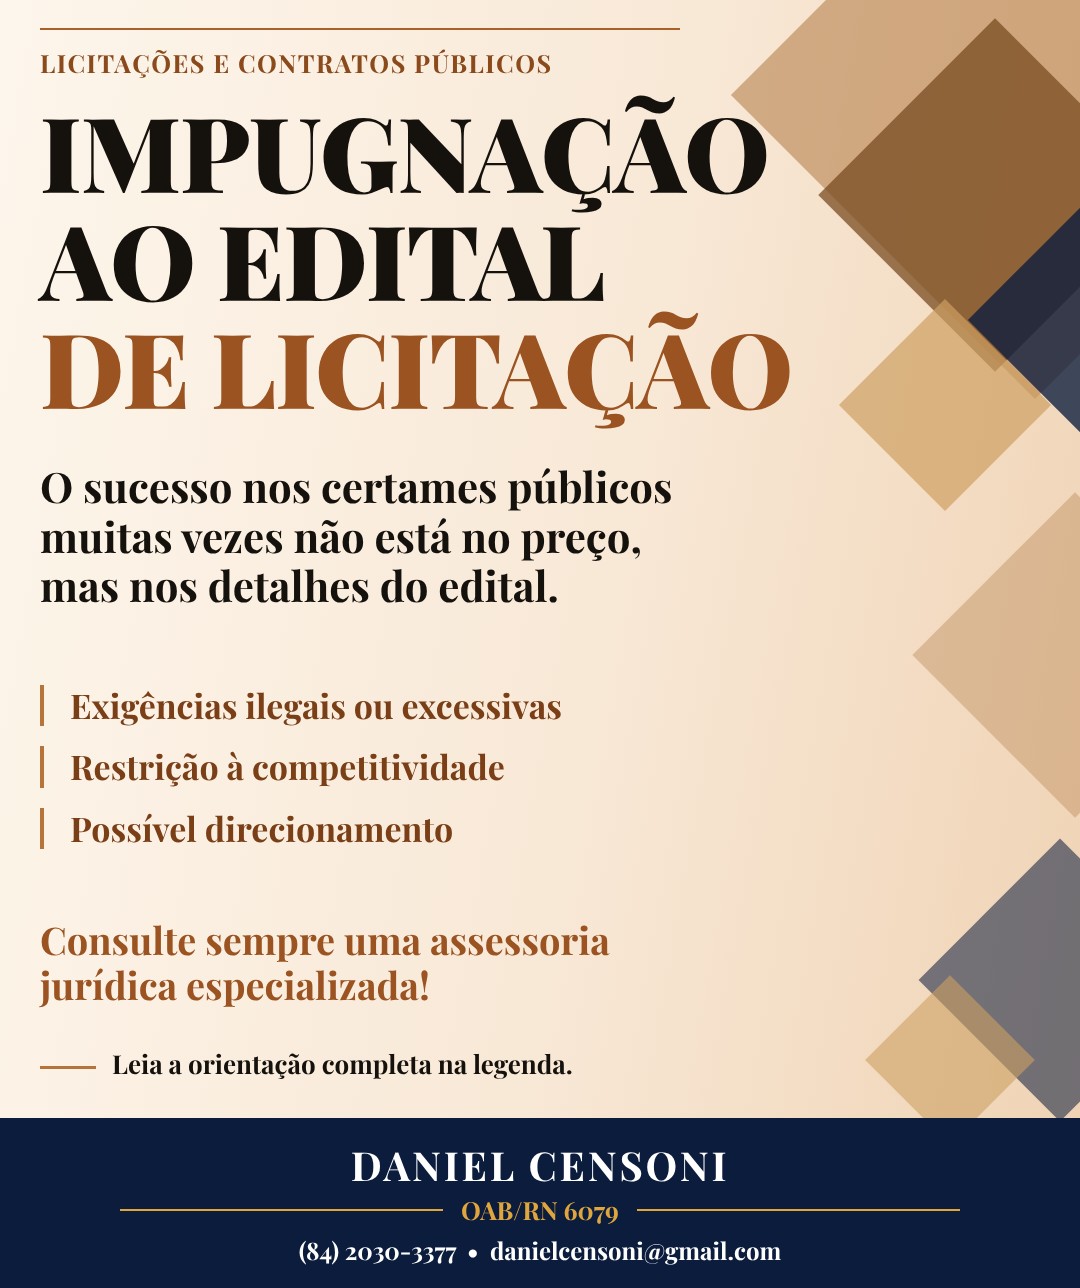 LICITAÇÕES E CONTRATOS PÚBLICOS
IMPUGNAÇÃO
AO EDITAL
DE LICITAÇÃO
O sucesso nos certames públicos
muitas vezes não está no preço,
mas nos detalhes do edital.
Exigências ilegais ou excessivas
Restrição à competitividade
Possível direcionamento
Consulte sempre uma assessoria
jurídica especializada!
Leia a orientação completa na legenda.
DANIEL CENSONI
OAB/RN 6079
(84) 2030-3377 • danielcensoni@gmail.com